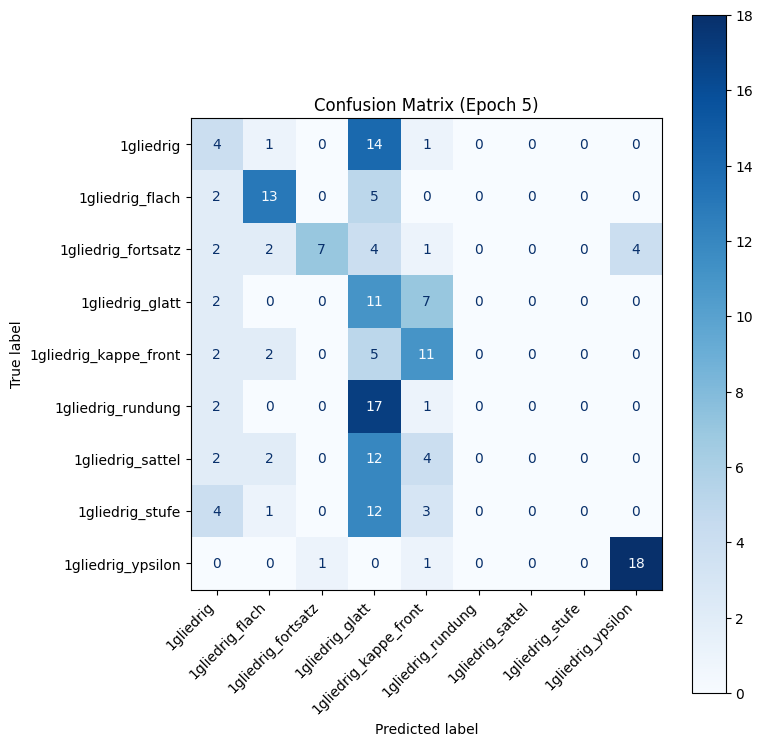 Confusion Matrix (Epoch 5)
True label
1gliedrig 4 1 0 14 1 0 0 0 0
1gliedrig_flach 2 13 0 5 0 0 0 0 0
1gliedrig_fortsatz 2 2 7 4 1 0 0 0 4
1gliedrig_glatt 2 0 0 11 7 0 0 0 0
1gliedrig_kappe_front 2 2 0 5 11 0 0 0 0
1gliedrig_rundung 2 0 0 17 1 0 0 0 0
1gliedrig_sattel 2 2 0 12 4 0 0 0 0
1gliedrig_stufe 4 1 0 12 3 0 0 0 0
1gliedrig_ypsilon 0 0 1 0 1 0 0 0 18
1gliedrig
1gliedrig_flach
1gliedrig_fortsatz
1gliedrig_glatt
1gliedrig_kappe_front
1gliedrig_rundung
1gliedrig_sattel
1gliedrig_stufe
1gliedrig_ypsilon
Predicted label
18
16
14
12
10
8
6
4
2
0